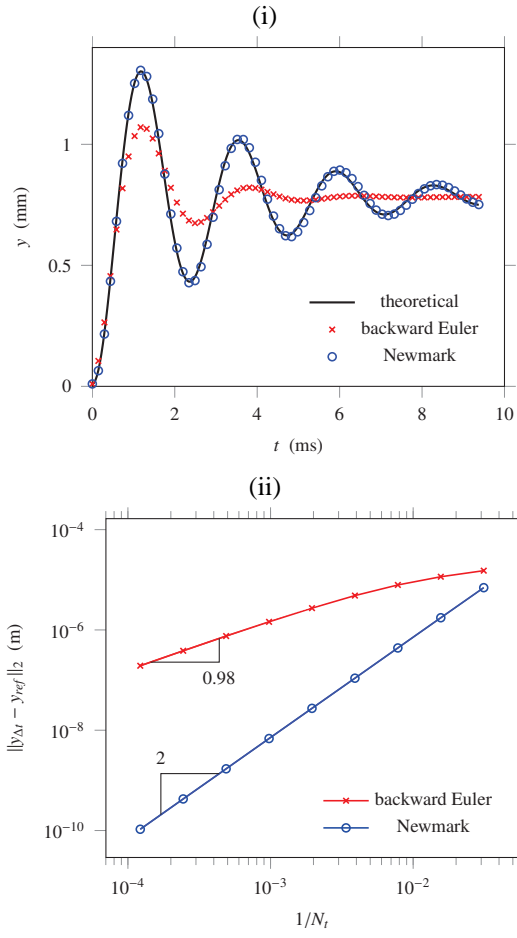 (i)
1
0.5
0
y (mm)
theoretical
backward Euler
Newmark
0 2 4 6 8 10
t (ms)
(ii)
10⁻⁴
10⁻⁶
10⁻⁸
10⁻¹⁰
‖y_Δt − y_ref‖₂ (m)
0.98
2
backward Euler
Newmark
10⁻⁴ 10⁻³ 10⁻²
1/N_t